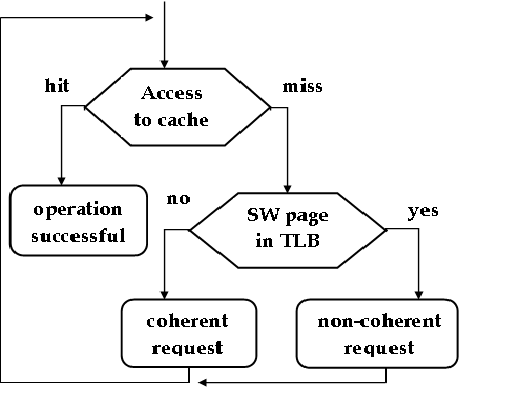 hit
Access
to cache
miss
operation
successful
no
SW page
in TLB
yes
coherent
request
non-coherent
request